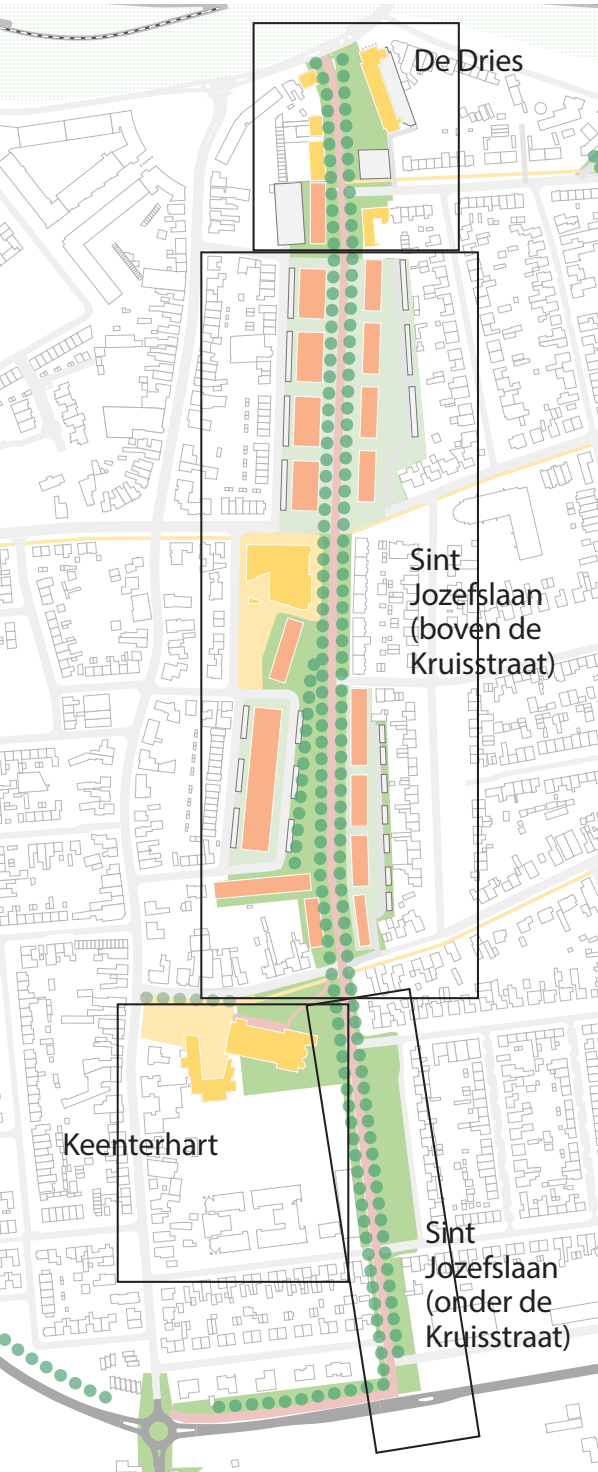 De Dries
Sint
Jozefslaan
(boven de
Kruisstraat)
Keenterhart
Sint
Jozefslaan
(onder de
Kruisstraat)